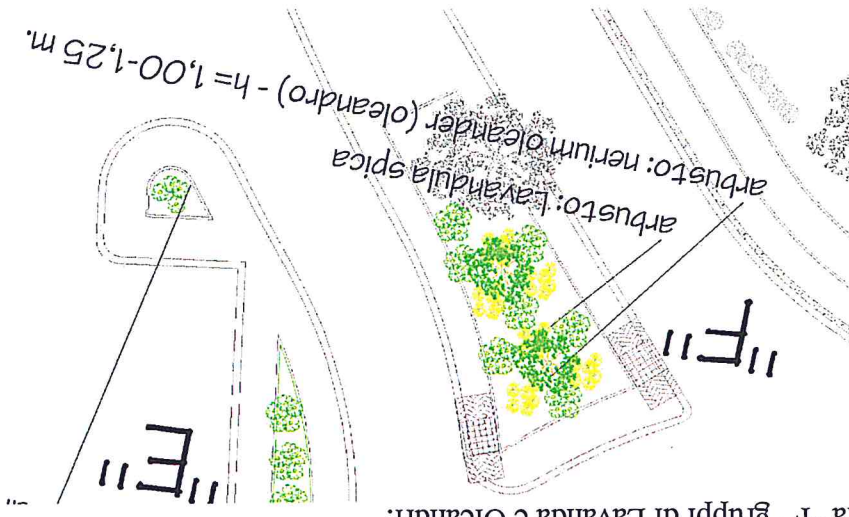 gruppi di Lavanda e Oleandri.
"E"
"F"
arbusto: Lavandula spica
arbusto: nerium oleander (oleandro) - h=1,00-1,25 m.